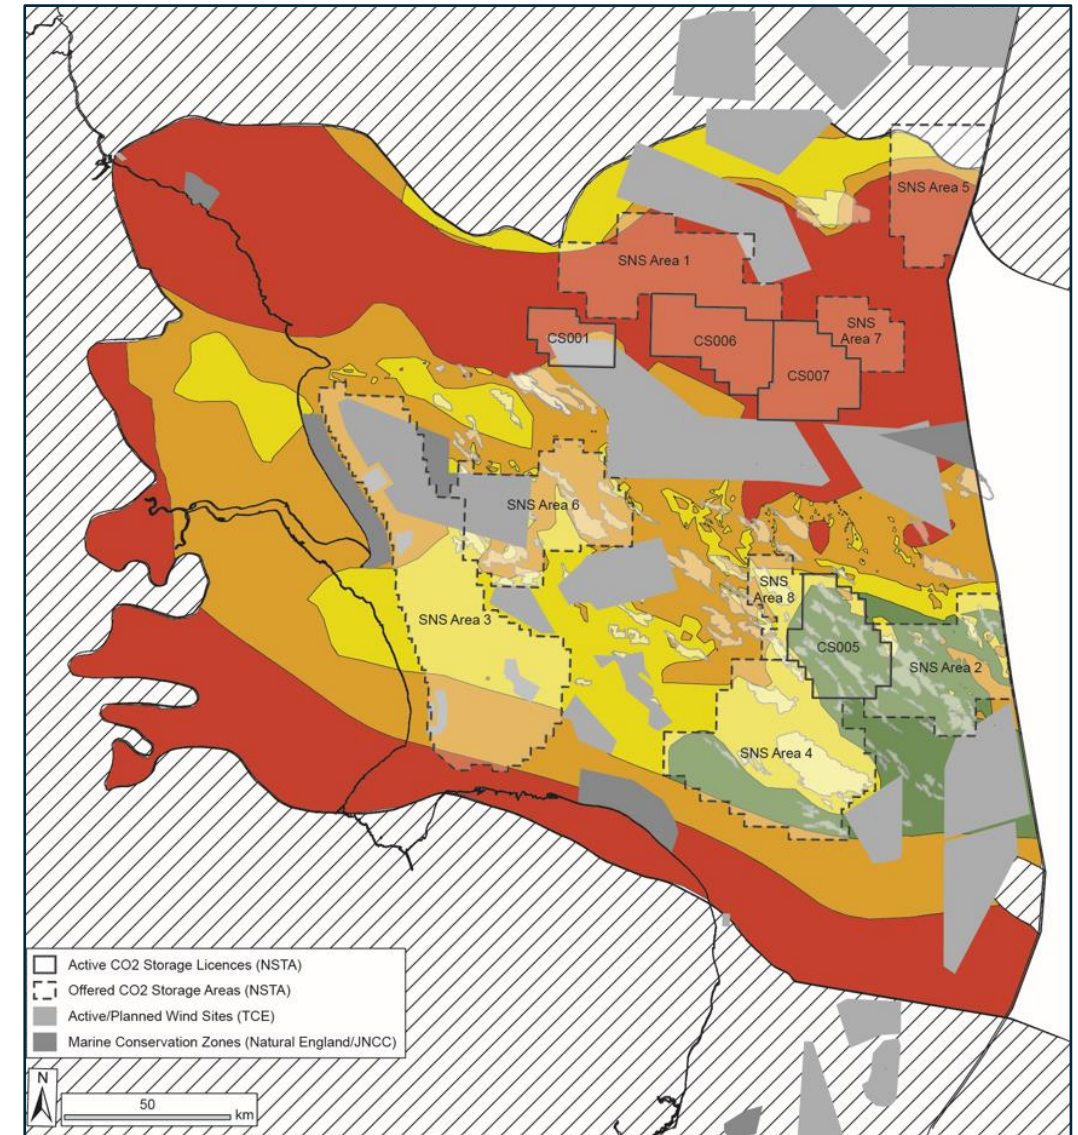 SNS Area 5
SNS Area 1
SNS
Area 7
CS001
CS006
CS007
SNS Area 6
SNS
Area 8
SNS Area 3
CS005
SNS Area 2
SNS Area 4
Active CO2 Storage Licences (NSTA)
Offered CO2 Storage Areas (NSTA)
Active/Planned Wind Sites (TCE)
Marine Conservation Zones (Natural England/JNCC)
N
50
km